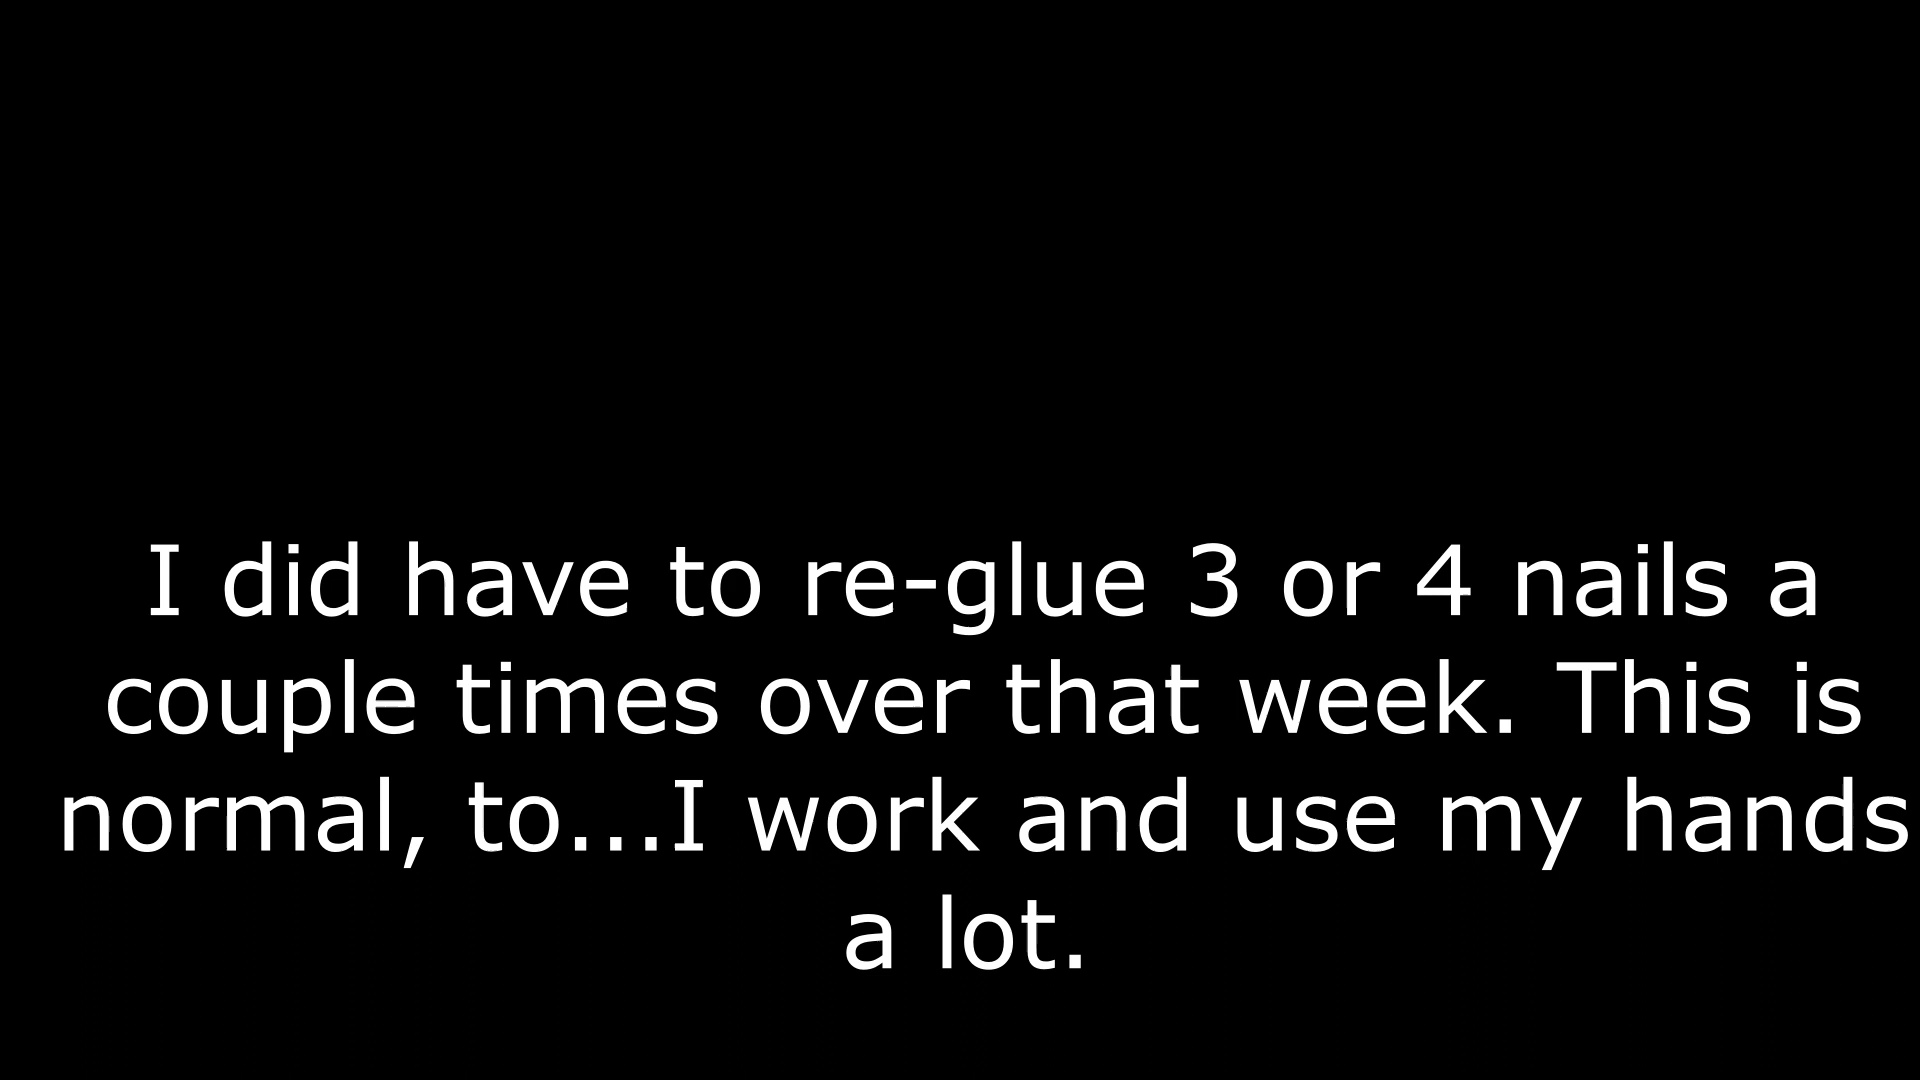 I did have to re-glue 3 or 4 nails a
couple times over that week. This is
normal, to...I work and use my hands
a lot.